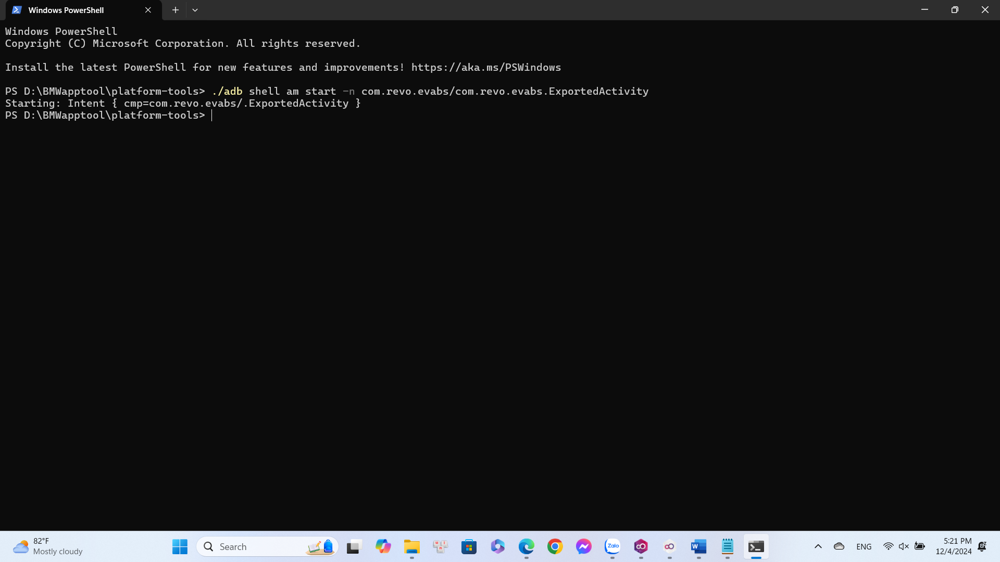 Windows PowerShell
Windows PowerShell
Copyright (C) Microsoft Corporation. All rights reserved.
Install the latest PowerShell for new features and improvements! https://aka.ms/PSWindows
PS D:\BMWapptool\platform-tools> ./adb shell am start -n com.revo.evabs/com.revo.evabs.ExportedActivity
Starting: Intent { cmp=com.revo.evabs/.ExportedActivity }
PS D:\BMWapptool\platform-tools>
82°F
Mostly cloudy
Search
Zalo
W
ENG
5:21 PM
12/4/2024